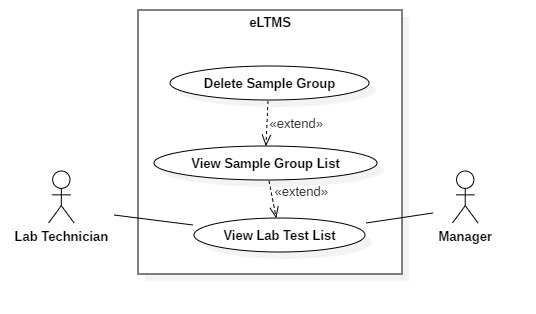 eLTMS
Delete Sample Group
«extend»
View Sample Group List
«extend»
View Lab Test List
Lab Technician
Manager